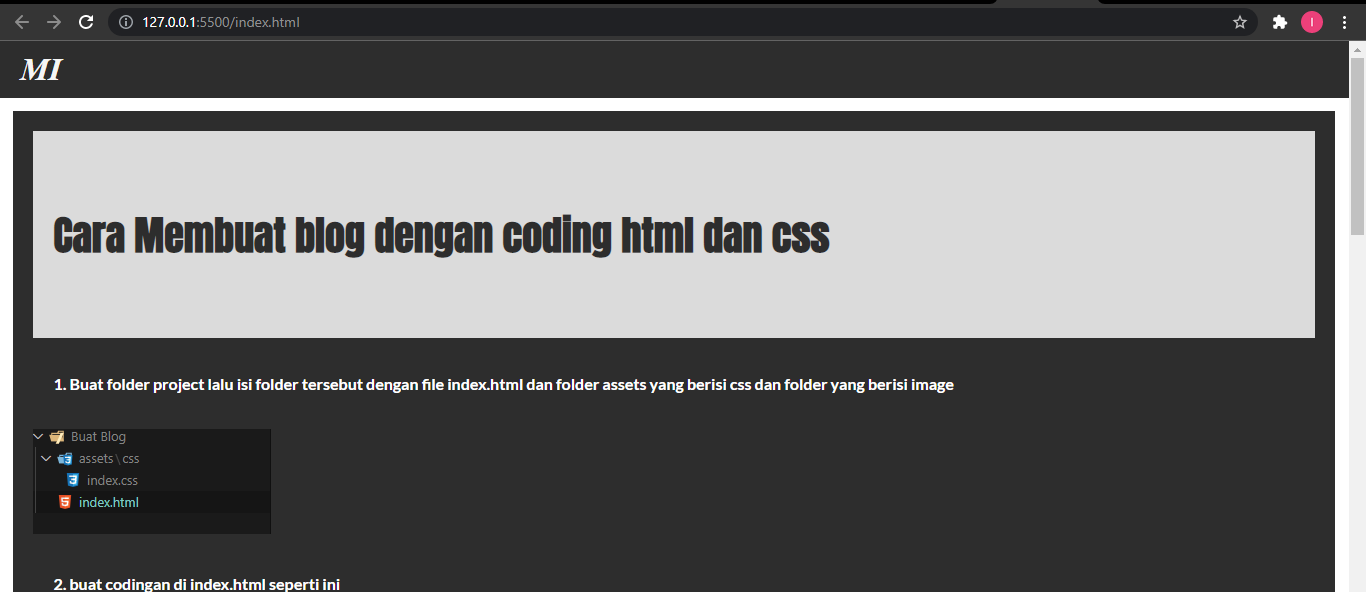 127.0.0.1:5500/index.html
I
MI
Cara Membuat blog dengan coding html dan css
1. Buat folder project lalu isi folder tersebut dengan file index.html dan folder assets yang berisi css dan folder yang berisi image
Buat Blog
assets \ css
index.css
index.html
2. buat codingan di index.html seperti ini